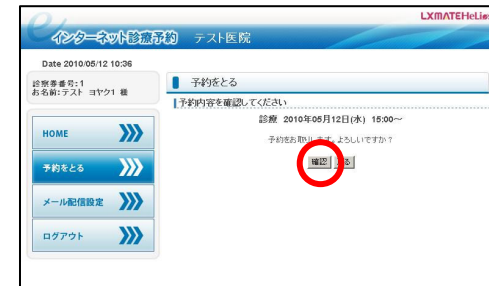 LXMATEHeLios
インターネット診療予約 テスト医院
Date 2010/05/12 10:36
診察券番号:1
お名前:テスト ヨヤク1 様
予約をとる
予約内容を確認してください
診療 2010年05月12日(水) 15:00～
予約をお取りします。よろしいですか?
確認
HOME
予約をとる
メール配信設定
ログアウト